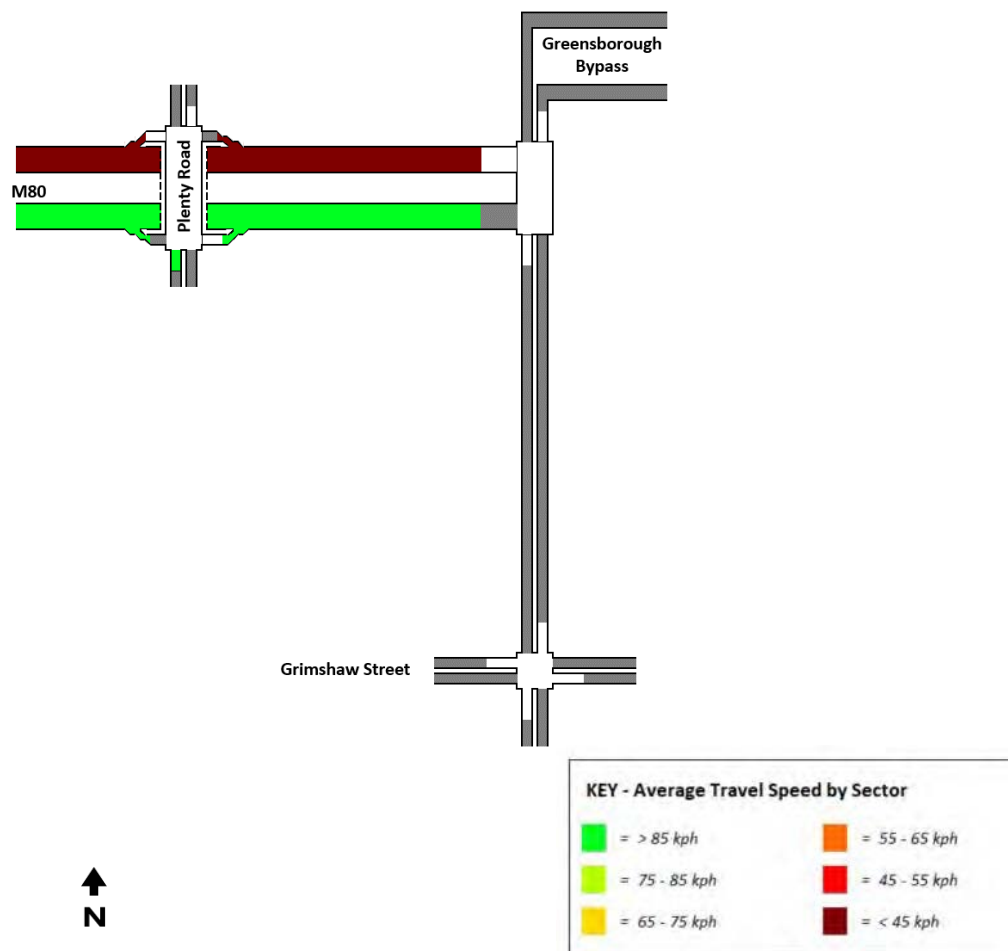 Greensborough
Bypass
Plenty Road
M80
Grimshaw Street
KEY - Average Travel Speed by Sector
= > 85 kph
= 55 - 65 kph
= 75 - 85 kph
= 45 - 55 kph
= 65 - 75 kph
= < 45 kph
N